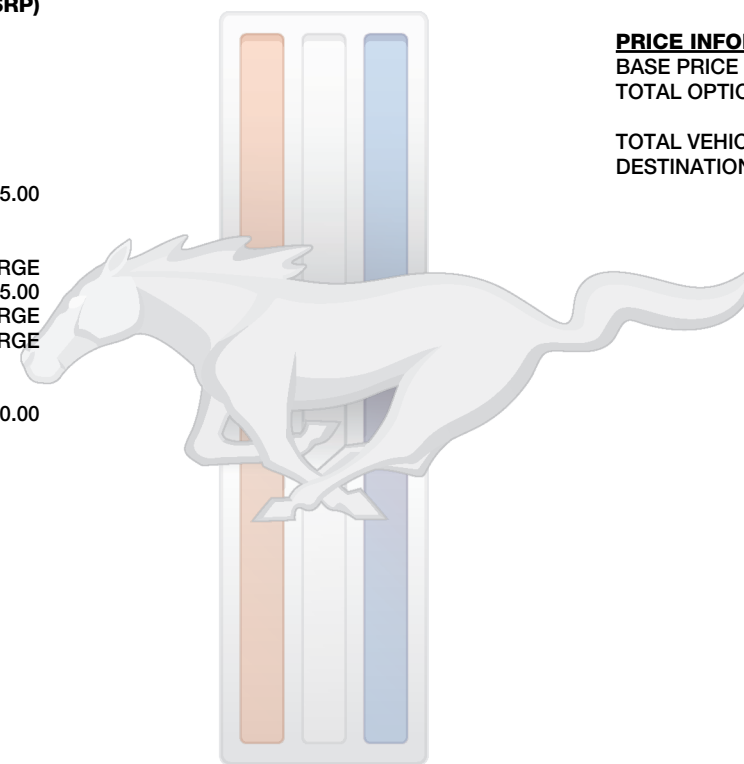 SRP)
5.00
RGE
5.00
RGE
RGE
0.00
PRICE INFO
BASE PRICE
TOTAL OPTIO
TOTAL VEHIC
DESTINATION